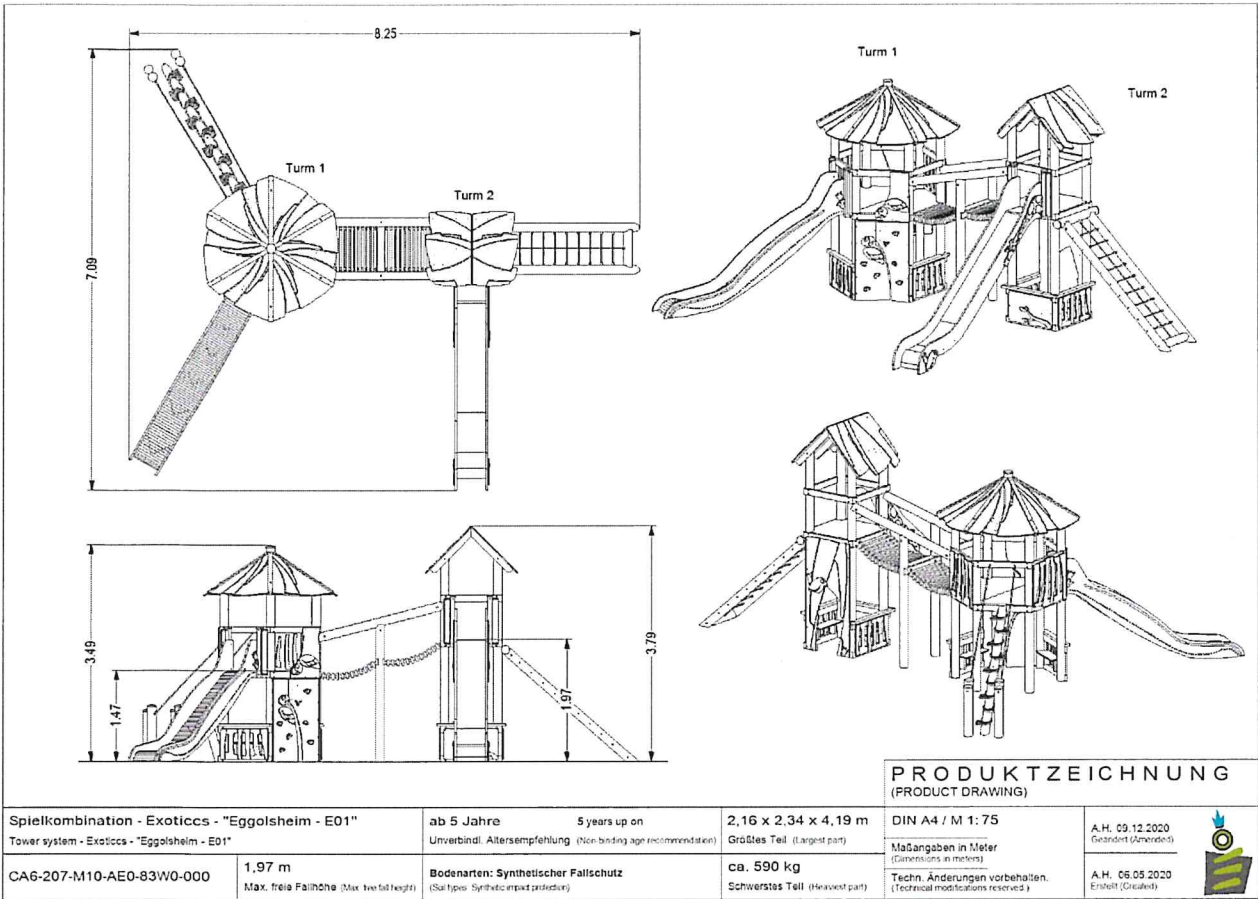 8.25
7.09
Turm 1
Turm 2
Turm 1
Turm 2
3.49
1.47
1.97
3.79
PRODUKTZEICHNUNG
(PRODUCT DRAWING)
Spielkombination - Exoticcs - "Eggolsheim - E01"
Tower system - Exoticcs - "Eggolsheim - E01"
ab 5 Jahre 5 years up on
Unverbindl. Altersempfehlung (Non-binding age recommendation)
2,16 x 2,34 x 4,19 m
Größtes Teil (Largest part)
DIN A4 / M 1:75
Maßangaben in Meter
(Dimensions in meters)
Techn. Änderungen vorbehalten.
(Technical modifications reserved.)
A.H. 09.12.2020
Geändert (Amended)
A.H. 06.05.2020
Erstellt (Created)
CA6-207-M10-AE0-83W0-000
1,97 m
Max. freie Fallhöhe (Max. free fall height)
Bodenarten: Synthetischer Fallschutz
(Soil types: Synthetic impact protection)
ca. 590 kg
Schwerstes Teil (Heaviest part)